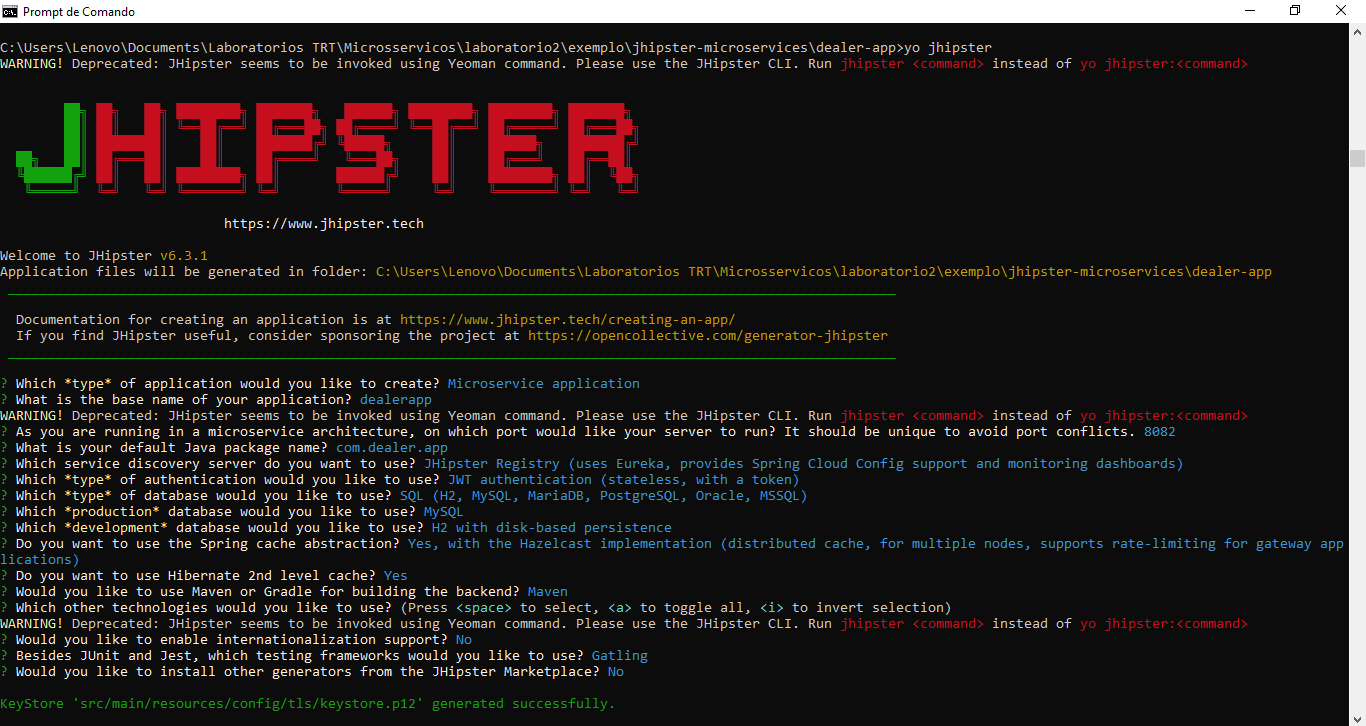 Prompt de Comando
C:\Users\Lenovo\Documents\Laboratorios TRT\Microsservicos\laboratorio2\exemplo\jhipster-microservices\dealer-app>yo jhipster
WARNING! Deprecated: JHipster seems to be invoked using Yeoman command. Please use the JHipster CLI. Run jhipster <command> instead of yo jhipster:<command>
JHIPSTER
https://www.jhipster.tech
Welcome to JHipster v6.3.1
Application files will be generated in folder: C:\Users\Lenovo\Documents\Laboratorios TRT\Microsservicos\laboratorio2\exemplo\jhipster-microservices\dealer-app
Documentation for creating an application is at https://www.jhipster.tech/creating-an-app/
If you find JHipster useful, consider sponsoring the project at https://opencollective.com/generator-jhipster
? Which *type* of application would you like to create? Microservice application
? What is the base name of your application? dealerapp
WARNING! Deprecated: JHipster seems to be invoked using Yeoman command. Please use the JHipster CLI. Run jhipster <command> instead of yo jhipster:<command>
? As you are running in a microservice architecture, on which port would like your server to run? It should be unique to avoid port conflicts. 8082
? What is your default Java package name? com.dealer.app
? Which service discovery server do you want to use? JHipster Registry (uses Eureka, provides Spring Cloud Config support and monitoring dashboards)
? Which *type* of authentication would you like to use? JWT authentication (stateless, with a token)
? Which *type* of database would you like to use? SQL (H2, MySQL, MariaDB, PostgreSQL, Oracle, MSSQL)
? Which *production* database would you like to use? MySQL
? Which *development* database would you like to use? H2 with disk-based persistence
? Do you want to use the Spring cache abstraction? Yes, with the Hazelcast implementation (distributed cache, for multiple nodes, supports rate-limiting for gateway app
lications)
? Do you want to use Hibernate 2nd level cache? Yes
? Would you like to use Maven or Gradle for building the backend? Maven
? Which other technologies would you like to use? (Press <space> to select, <a> to toggle all, <i> to invert selection)
WARNING! Deprecated: JHipster seems to be invoked using Yeoman command. Please use the JHipster CLI. Run jhipster <command> instead of yo jhipster:<command>
? Would you like to enable internationalization support? No
? Besides JUnit and Jest, which testing frameworks would you like to use? Gatling
? Would you like to install other generators from the JHipster Marketplace? No
KeyStore 'src/main/resources/config/tls/keystore.p12' generated successfully.